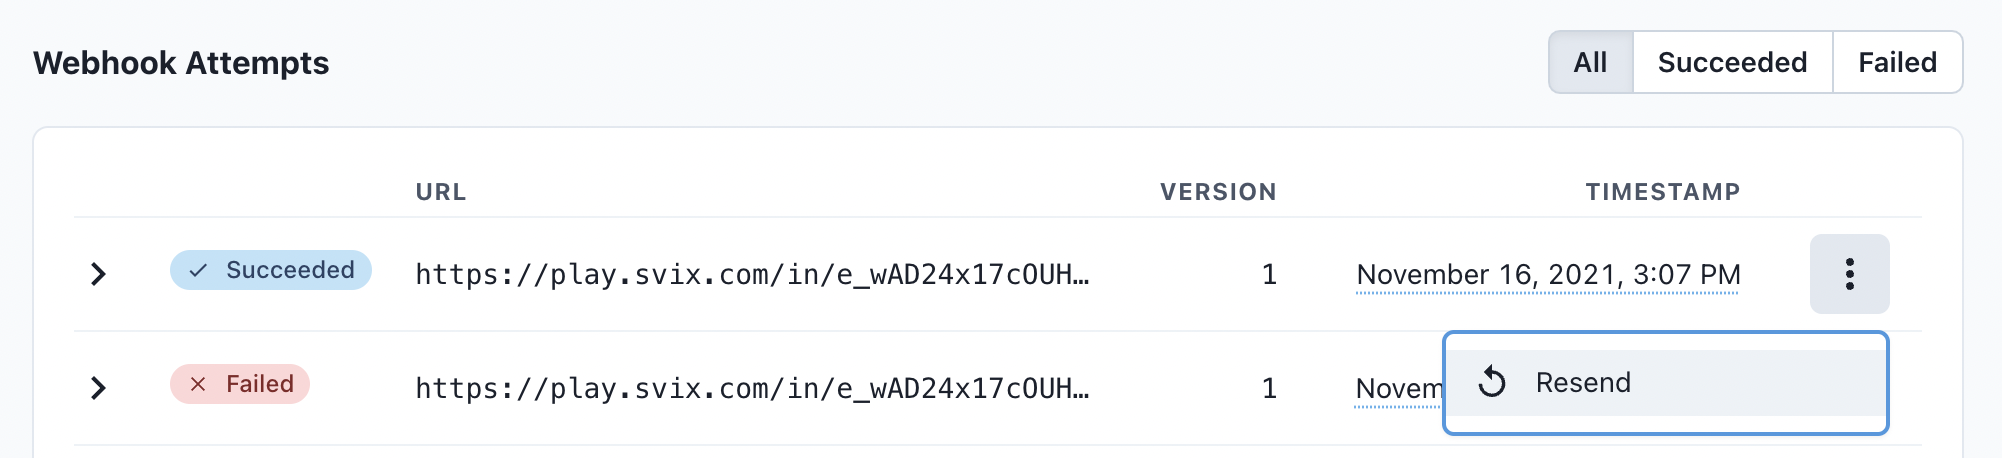 Webhook Attempts
All Succeeded Failed
URL VERSION TIMESTAMP
Succeeded https://play.svix.com/in/e_wAD24x17cOUH… 1 November 16, 2021, 3:07 PM
Failed https://play.svix.com/in/e_wAD24x17cOUH… 1 Novem
Resend